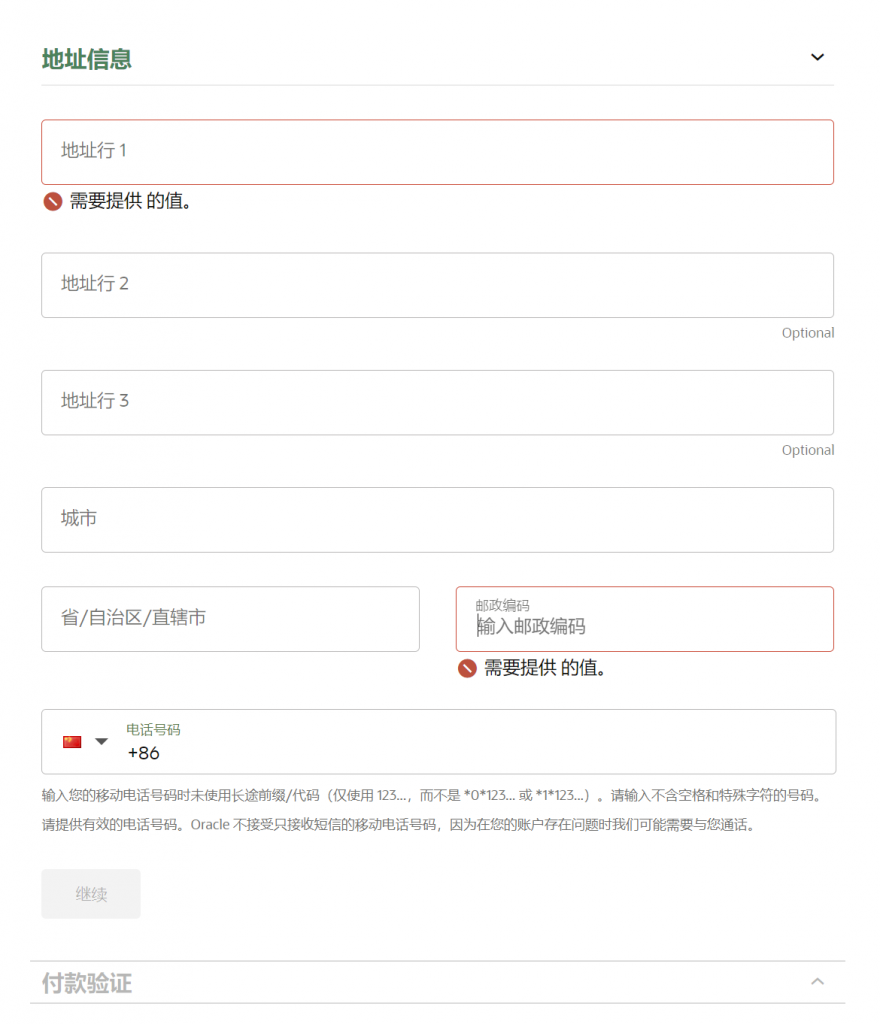 地址信息
地址行 1
需要提供 的值。
地址行 2
Optional
地址行 3
Optional
城市
省/自治区/直辖市
邮政编码
输入邮政编码
需要提供 的值。
电话号码
+86
输入您的移动电话号码时未使用长途前缀/代码（仅使用 123...，而不是 *0*123... 或 *1*123...）。请输入不含空格和特殊字符的号码。
请提供有效的电话号码。Oracle 不接受只接收短信的移动电话号码，因为在您的账户存在问题时我们可能需要与您通话。
继续
付款验证